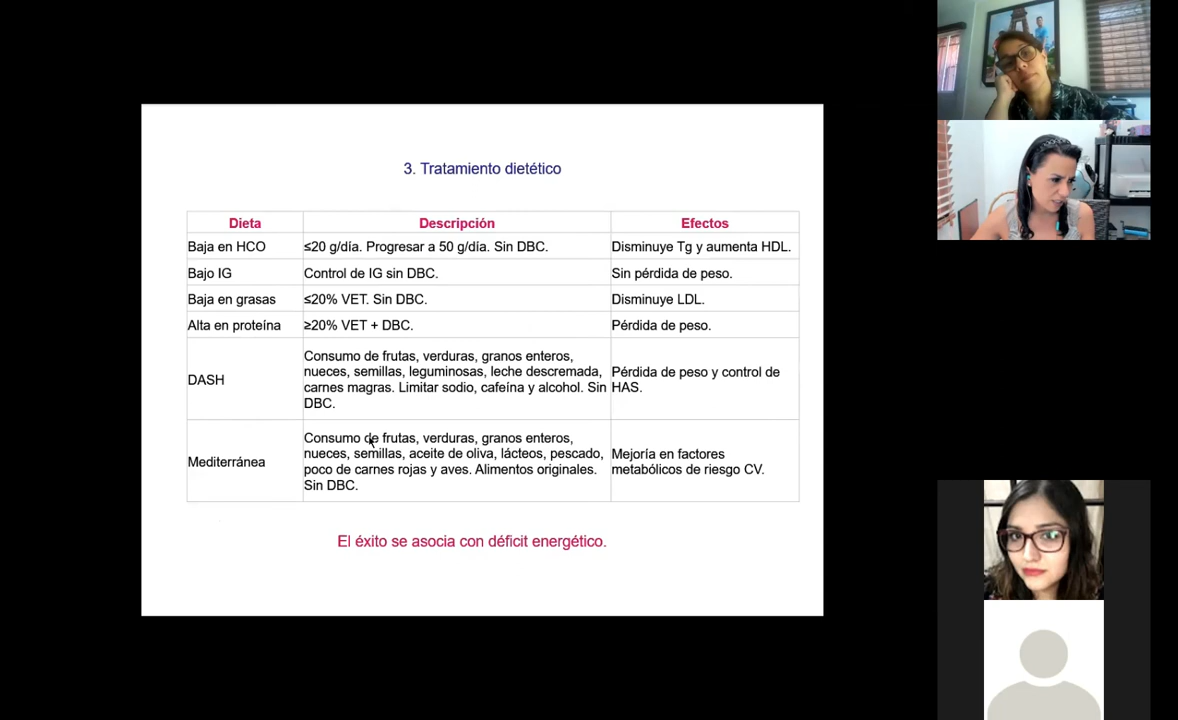 3. Tratamiento dietético
Dieta Descripción Efectos
Baja en HCO ≤20 g/día. Progresar a 50 g/día. Sin DBC. Disminuye Tg y aumenta HDL.
Bajo IG Control de IG sin DBC. Sin pérdida de peso.
Baja en grasas ≤20% VET. Sin DBC. Disminuye LDL.
Alta en proteína ≥20% VET + DBC. Pérdida de peso.
DASH
Consumo de frutas, verduras, granos enteros,
nueces, semillas, leguminosas, leche descremada,
carnes magras. Limitar sodio, cafeína y alcohol. Sin
DBC.
Pérdida de peso y control de
HAS.
Mediterránea
Consumo de frutas, verduras, granos enteros,
nueces, semillas, aceite de oliva, lácteos, pescado,
poco de carnes rojas y aves. Alimentos originales.
Sin DBC.
Mejoría en factores
metabólicos de riesgo CV.
El éxito se asocia con déficit energético.